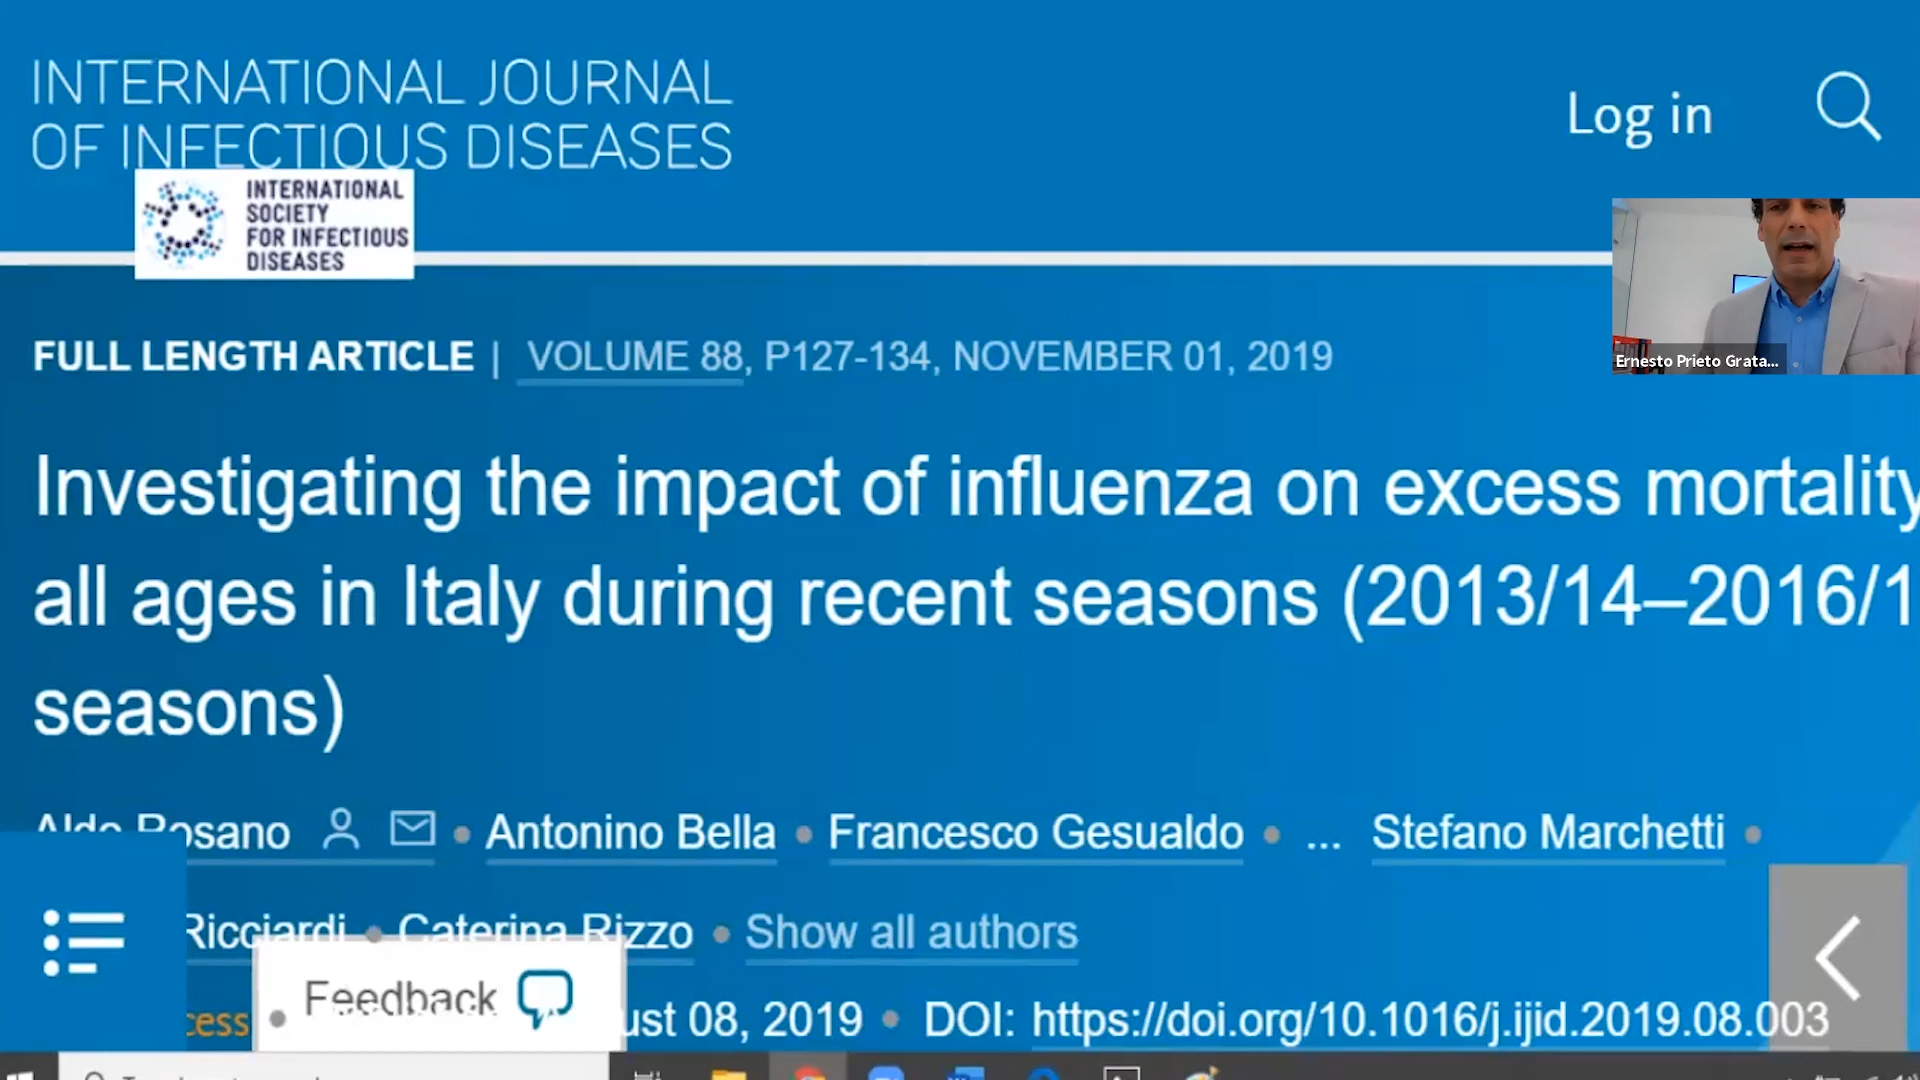 INTERNATIONAL JOURNAL
OF INFECTIOUS DISEASES
Log in
INTERNATIONAL
SOCIETY
FOR INFECTIOUS
DISEASES
Ernesto Prieto Grata...
FULL LENGTH ARTICLE | VOLUME 88, P127-134, NOVEMBER 01, 2019
Investigating the impact of influenza on excess mortality
all ages in Italy during recent seasons (2013/14–2016/1
seasons)
Aldo Rosano • Antonino Bella • Francesco Gesualdo • ... Stefano Marchetti •
Ricciardi • Caterina Rizzo • Show all authors
Feedback
cess • ust 08, 2019 • DOI: https://doi.org/10.1016/j.ijid.2019.08.003